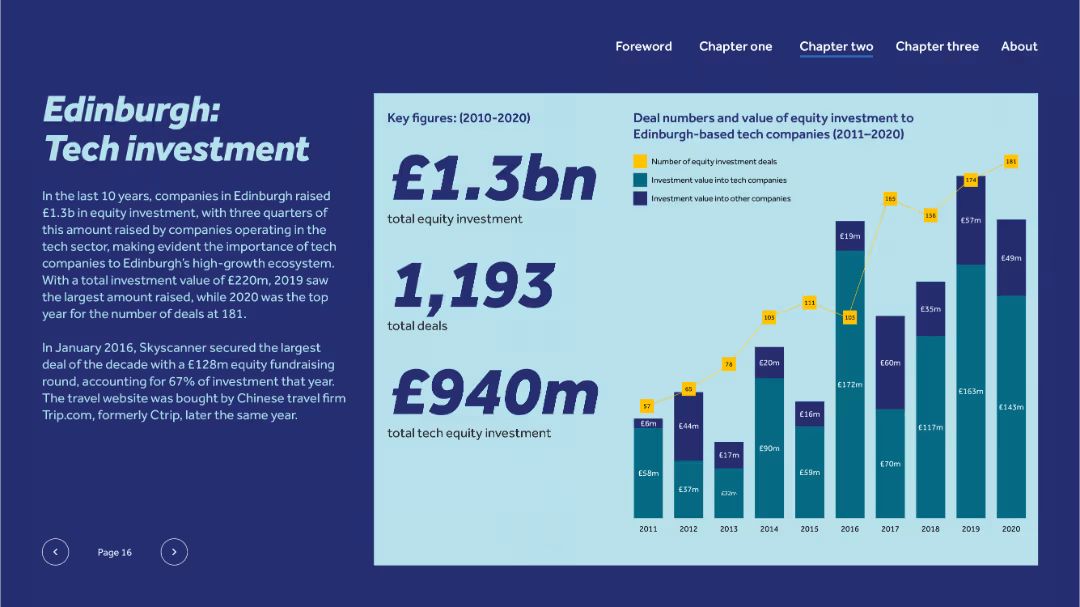 Foreword Chapter one Chapter two Chapter three About
Edinburgh:
Tech investment
In the last 10 years, companies in Edinburgh raised
£1.3b in equity investment, with three quarters of
this amount raised by companies operating in the
tech sector, making evident the importance of tech
companies to Edinburgh's high-growth ecosystem.
With a total investment value of £220m, 2019 saw
the largest amount raised, while 2020 was the top
year for the number of deals at 181.
In January 2016, Skyscanner secured the largest
deal of the decade with a £128m equity fundraising
round, accounting for 67% of investment that year.
The travel website was bought by Chinese travel firm
Trip.com, formerly Ctrip, later the same year.
Page 16
Key figures: (2010-2020)
£1.3bn
total equity investment
1,193
total deals
£940m
total tech equity investment
Deal numbers and value of equity investment to
Edinburgh-based tech companies (2011–2020)
Number of equity investment deals
Investment value into tech companies
Investment value into other companies
57 65 76 103 111 103 165 156 174 181
£6m £44m £17m £20m £16m £19m £60m £35m £57m £49m
£58m £37m £90m £59m £172m £70m £117m £163m £143m
2011 2012 2013 2014 2015 2016 2017 2018 2019 2020